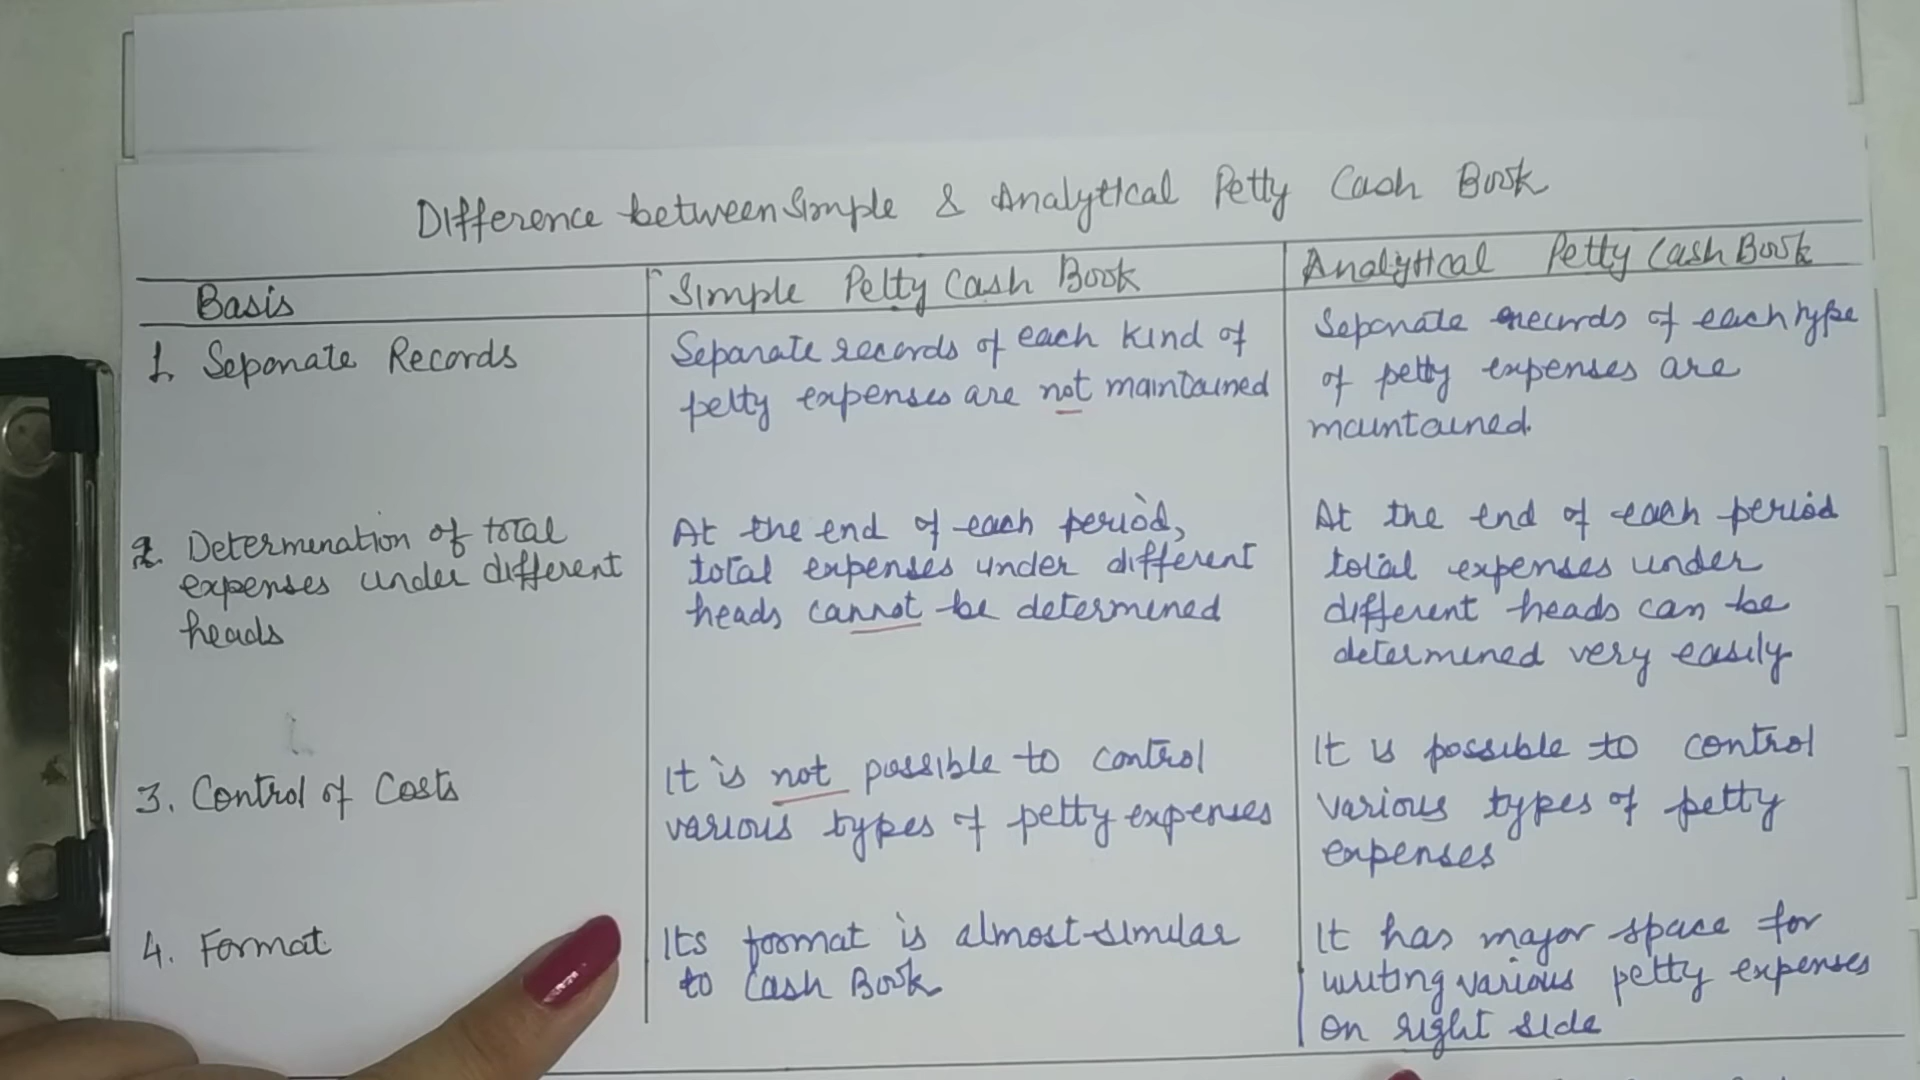 Difference between Simple & Analytical Petty Cash Book
Basis
Simple Petty Cash Book
Analytical Petty Cash Book
1. Separate Records
Separate records of each kind of
petty expenses are not maintained
Separate records of each type
of petty expenses are
maintained.
2. Determination of total
expenses under different
heads
At the end of each period,
total expenses under different
heads cannot be determined
At the end of each period
total expenses under
different heads can be
determined very easily
3. Control of Costs
It is not possible to control
various types of petty expenses
It is possible to control
various types of petty
expenses
4. Format
Its format is almost similar
to Cash Book
It has major space for
writing various petty expenses
on right side